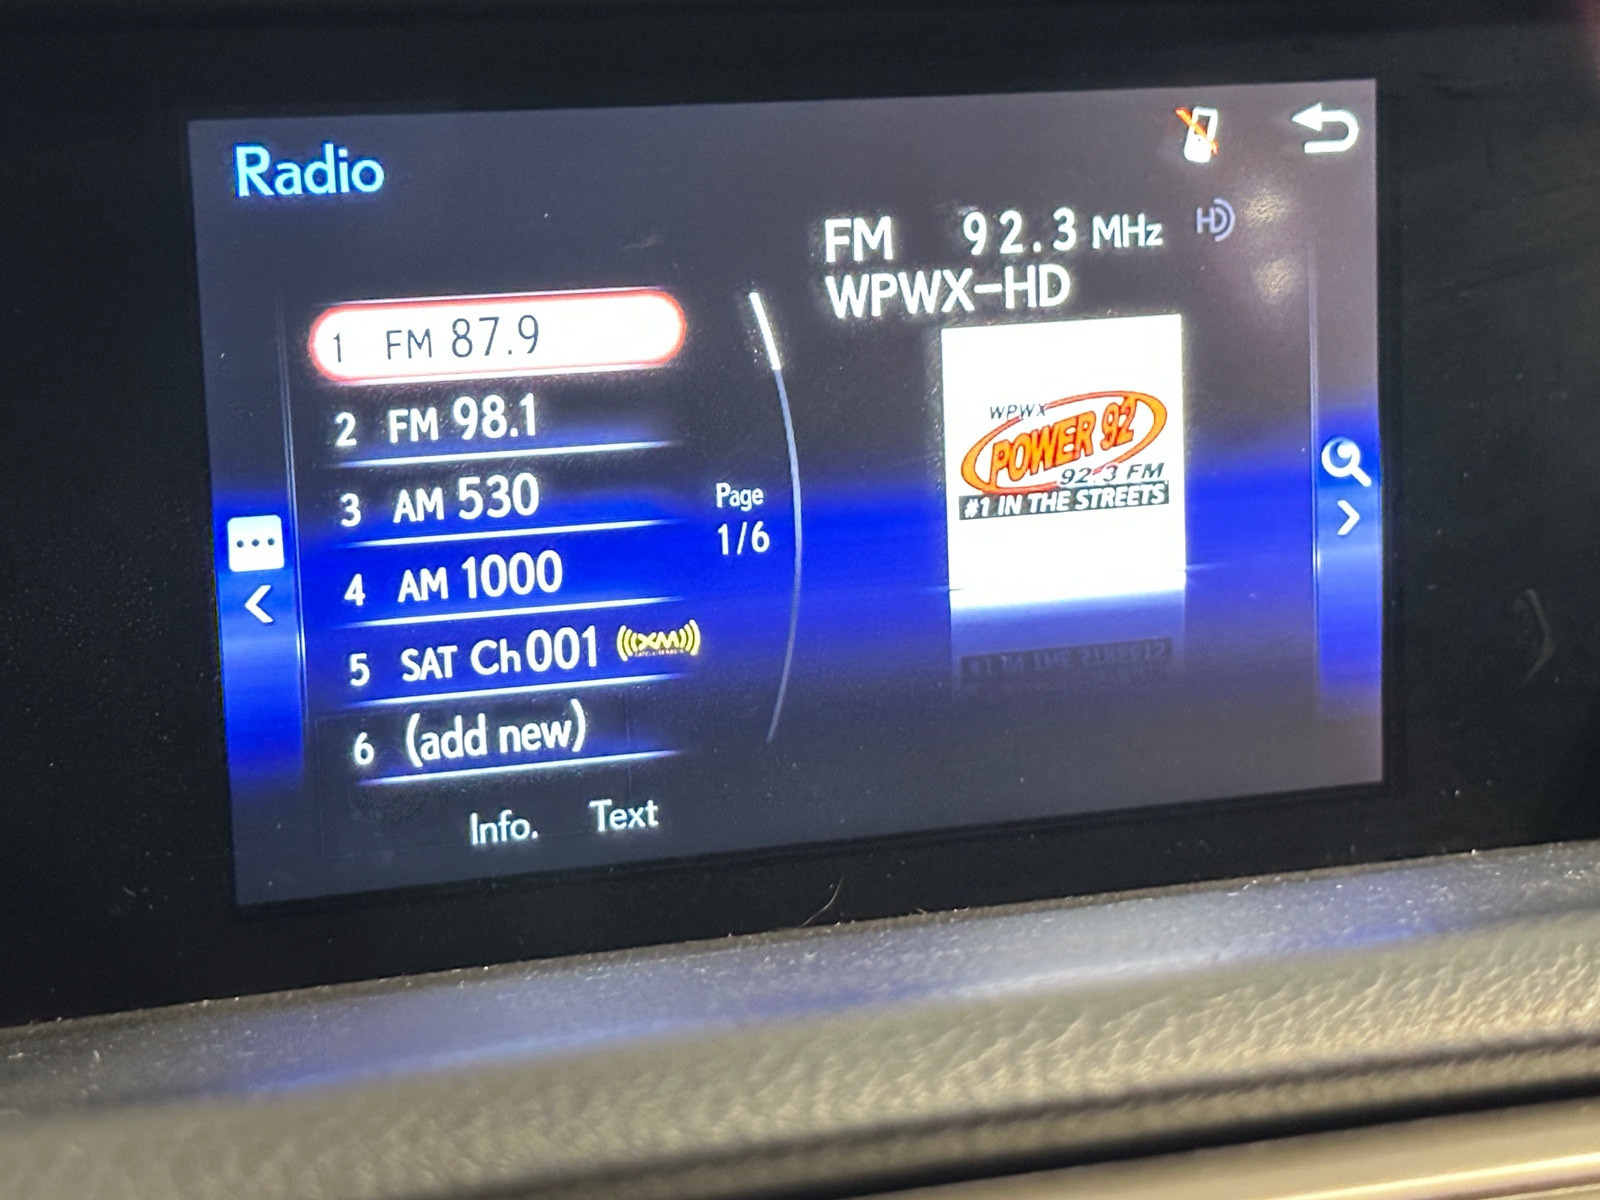 Radio
FM 92.3 MHz HD
WPWX-HD
1 FM 87.9
2 FM 98.1
3 AM 530
4 AM 1000
5 SAT Ch 001 XM
6 (add new)
Page
1/6
WPWX
POWER 92
92.3 FM
#1 IN THE STREETS
Info. Text